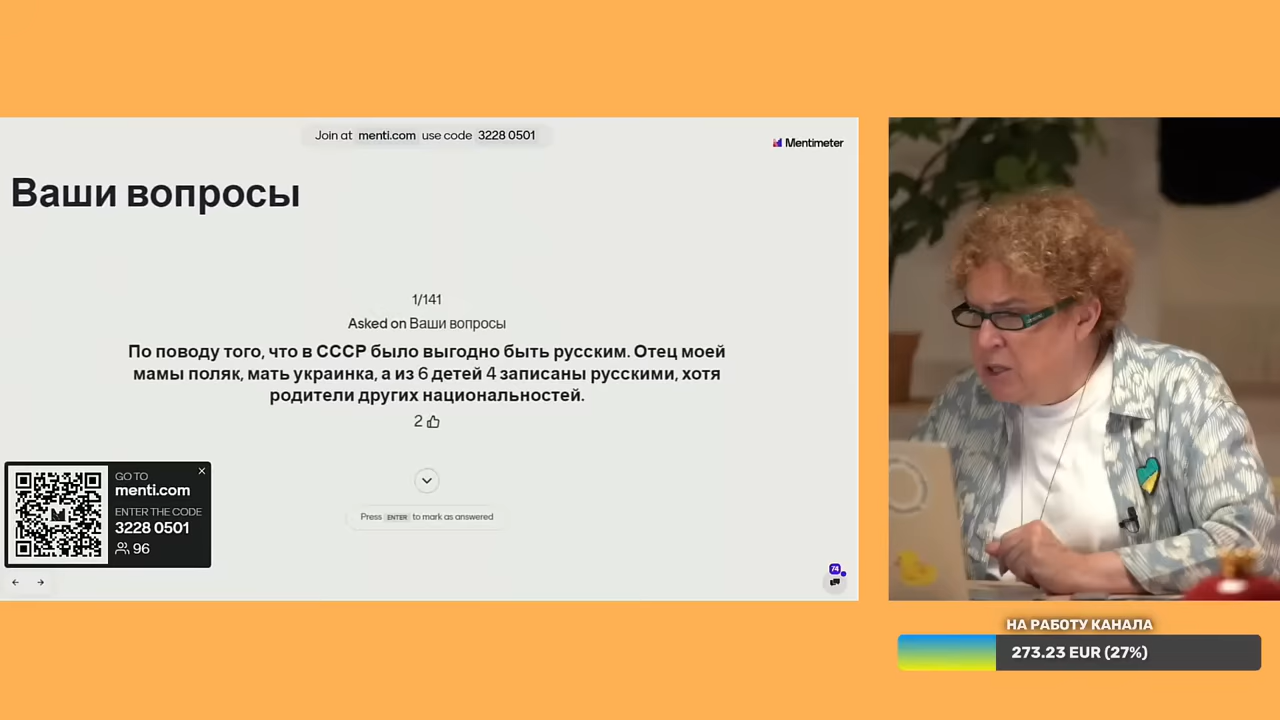 Join at menti.com use code 3228 0501
Mentimeter
Ваши вопросы
1/141
Asked on Ваши вопросы
По поводу того, что в СССР было выгодно быть русским. Отец моей
мамы поляк, мать украинка, а из 6 детей 4 записаны русскими, хотя
родители других национальностей.
2
Press ENTER to mark as answered
GO TO
menti.com
ENTER THE CODE
3228 0501
96
74
НА РАБОТУ КАНАЛА
273.23 EUR (27%)